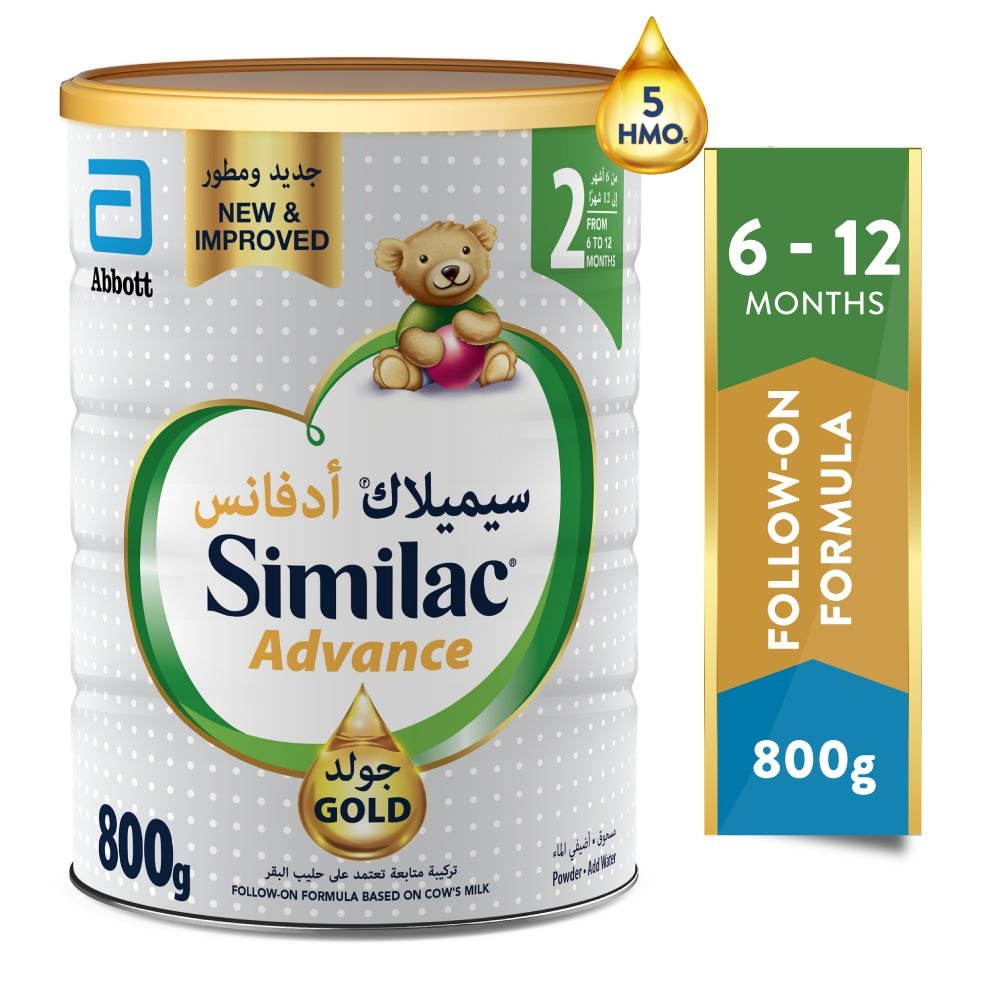 5
HMOs
Abbott
جديد ومطور
NEW &
IMPROVED
2
من 6 أشهر
إلى 12 شهرًا
FROM
6 TO 12
MONTHS
سيميلاك® أدفانس
Similac®
Advance
جولد
GOLD
800g
تركيبة متابعة تعتمد على حليب البقر
FOLLOW-ON FORMULA BASED ON COW'S MILK
مسحوق • أضيفي الماء
Powder • Add Water
6 - 12
MONTHS
FOLLOW-ON
FORMULA
800g